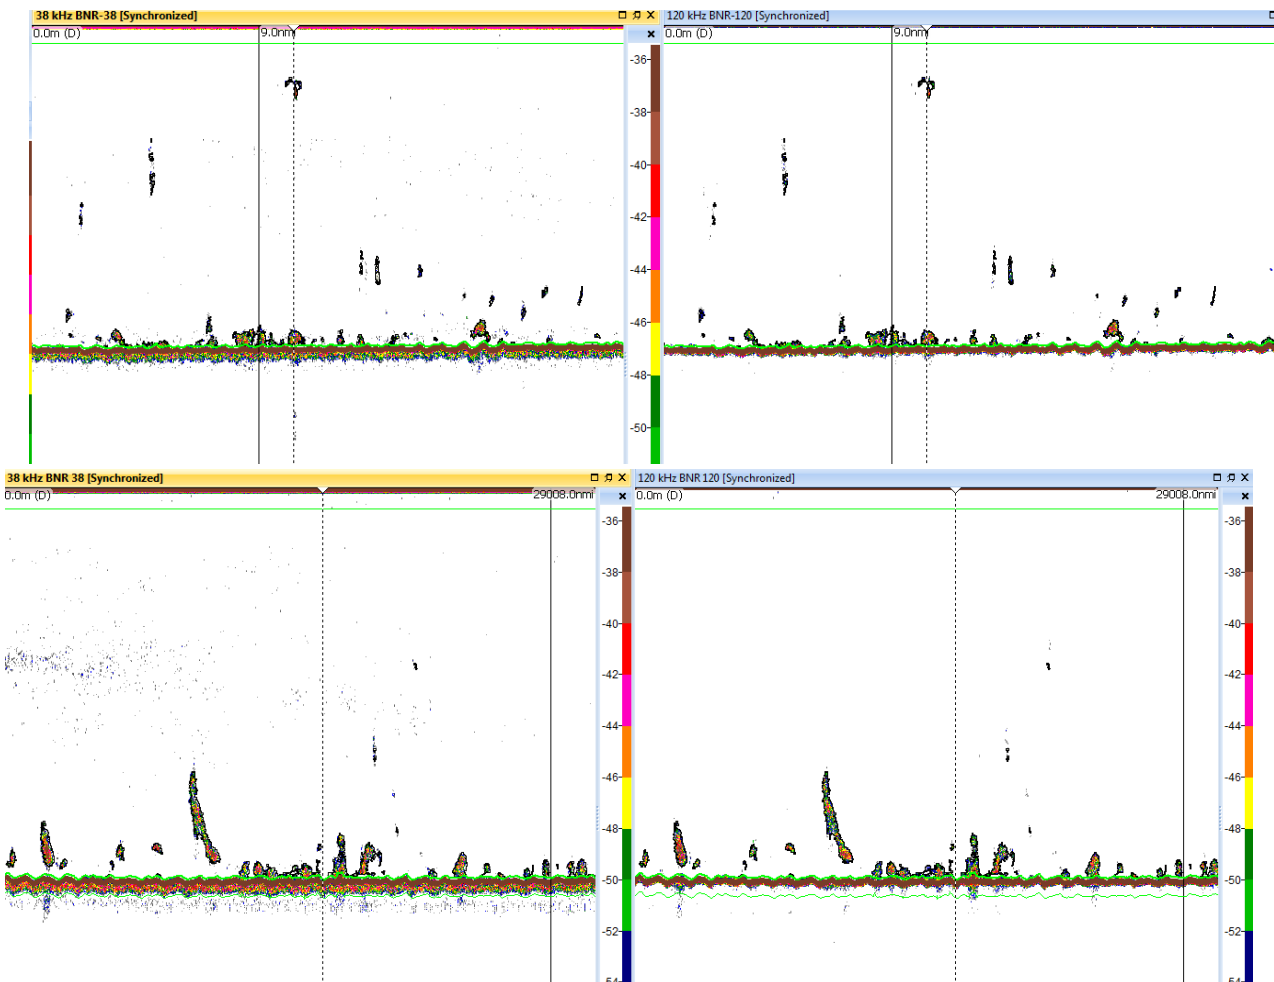 38 kHz BNR-38 [Synchronized]
0.0m (D)
9.0nmi
-36
-38
-40
-42
-44
-46
-48
-50
120 kHz BNR-120 [Synchronized]
0.0m (D)
9.0nmi
38 kHz BNR 38 [Synchronized]
0.0m (D)
29008.0nmi
-36
-38
-40
-42
-44
-46
-48
-50
-52
-54
120 kHz BNR 120 [Synchronized]
0.0m (D)
29008.0nmi
-36
-38
-40
-42
-44
-46
-48
-50
-52
-54